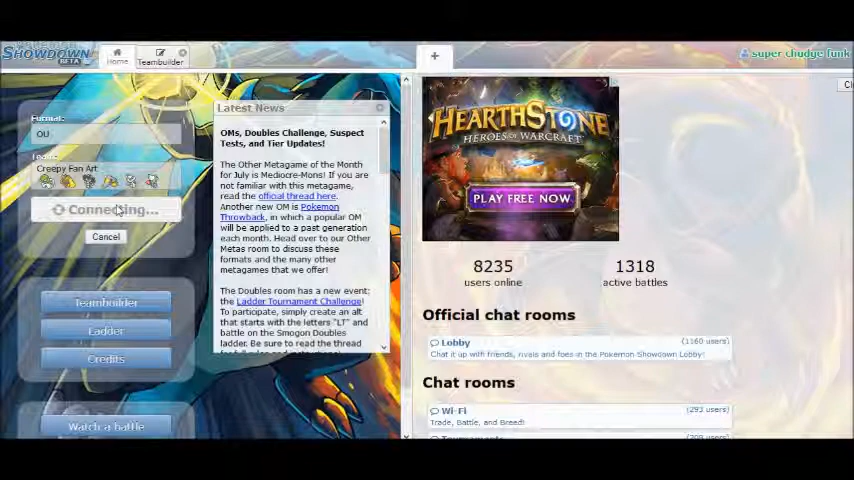 SHOWDOWN
BETA
Home
Teambuilder
+
super chudge funk
Format:
OU
Team:
Creepy Fan Art
Connecting...
Cancel
Teambuilder
Ladder
Credits
Watch a battle
Latest News
OMs, Doubles Challenge, Suspect
Tests, and Tier Updates!
The Other Metagame of the Month
for July is Mediocre-Mons! If you are
not familiar with this metagame,
read the official thread here.
Another new OM is Pokemon
Throwback, in which a popular OM
will be applied to a past generation
each month. Head over to our Other
Metas room to discuss these
formats and the many other
metagames that we offer!
The Doubles room has a new event:
the Ladder Tournament Challenge!
To participate, simply create an alt
that starts with the letters "LT" and
battle on the Smogon Doubles
ladder. Be sure to read the thread
HEARTHSTONE
HEROES OF WARCRAFT
PLAY FREE NOW
8235
users online
1318
active battles
Official chat rooms
Lobby (1160 users)
Chat it up with friends, rivals and foes in the Pokemon Showdown Lobby!
Chat rooms
Wi-Fi (293 users)
Trade, Battle, and Breed!